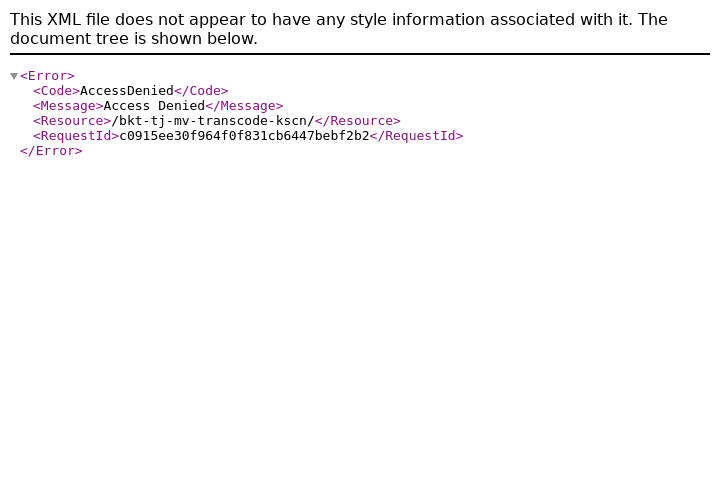 This XML file does not appear to have any style information associated with it. The
document tree is shown below.
<Error>
<Code>AccessDenied</Code>
<Message>Access Denied</Message>
<Resource>/bkt-tj-mv-transcode-kscn/</Resource>
<RequestId>c0915ee30f964f0f831cb6447bebf2b2</RequestId>
</Error>